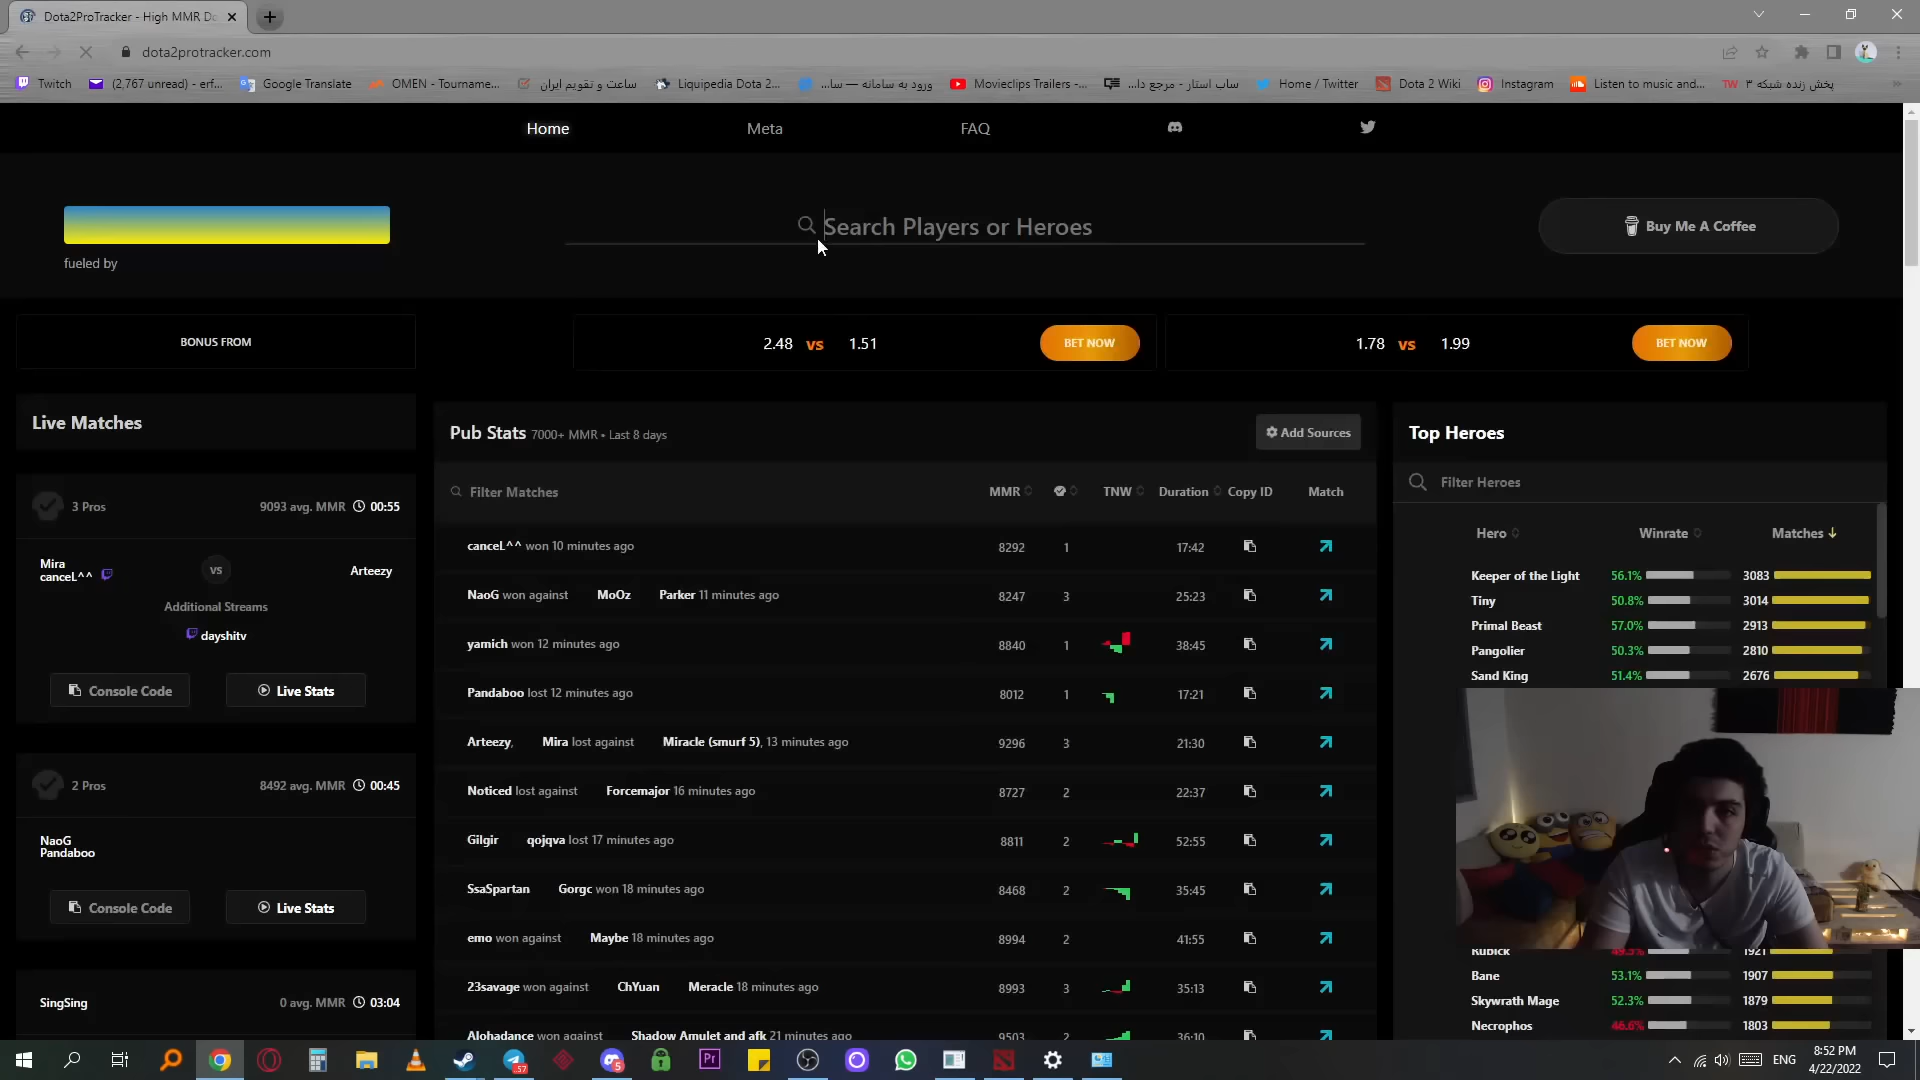 Dota2ProTracker - High MMR Do
dota2protracker.com
Twitch
(2,767 unread) - erf...
Google Translate
OMEN - Tourname...
ساعت و تقویم ایران
Liquipedia Dota 2...
ورود به سامانه — سا...
Movieclips Trailers -...
ساب استار - مرجع دا...
Home / Twitter
Dota 2 Wiki
Instagram
Listen to music and...
TW
پخش زنده شبکه ۳
Home
Meta
FAQ
Search Players or Heroes
Buy Me A Coffee
fueled by
BONUS FROM
2.48 vs 1.51
BET NOW
1.78 vs 1.99
BET NOW
Live Matches
3 Pros
9093 avg. MMR 00:55
Mira
canceL^^
vs
Arteezy
Additional Streams
dayshitv
Console Code
Live Stats
2 Pros
8492 avg. MMR 00:45
NaoG
Pandaboo
Console Code
Live Stats
SingSing
0 avg. MMR 03:04
Pub Stats 7000+ MMR • Last 8 days
Add Sources
Filter Matches
MMR
TNW
Duration
Copy ID
Match
canceL^^ won 10 minutes ago 8292 1 17:42
NaoG won against MoOz Parker 11 minutes ago 8247 3 25:23
yamich won 12 minutes ago 8840 1 38:45
Pandaboo lost 12 minutes ago 8012 1 17:21
Arteezy, Mira lost against Miracle (smurf 5), 13 minutes ago 9296 3 21:30
Noticed lost against Forcemajor 16 minutes ago 8727 2 22:37
Gilgir qojqva lost 17 minutes ago 8811 2 52:55
SsaSpartan Gorgc won 18 minutes ago 8468 2 35:45
emo won against Maybe 18 minutes ago 8994 2 41:55
23savage won against ChYuan Meracle 18 minutes ago 8993 3 35:13
Alohadance won against Shadow Amulet and afk 21 minutes ago 9503 2 36:10
Top Heroes
Filter Heroes
Hero
Winrate
Matches
Keeper of the Light 56.1% 3083
Tiny 50.8% 3014
Primal Beast 57.0% 2913
Pangolier 50.3% 2810
Sand King 51.4% 2676
Rubick 49.5% 1921
Bane 53.1% 1907
Skywrath Mage 52.3% 1879
Necrophos 46.6% 1803
57
5
Pr
ENG
8:52 PM
4/22/2022